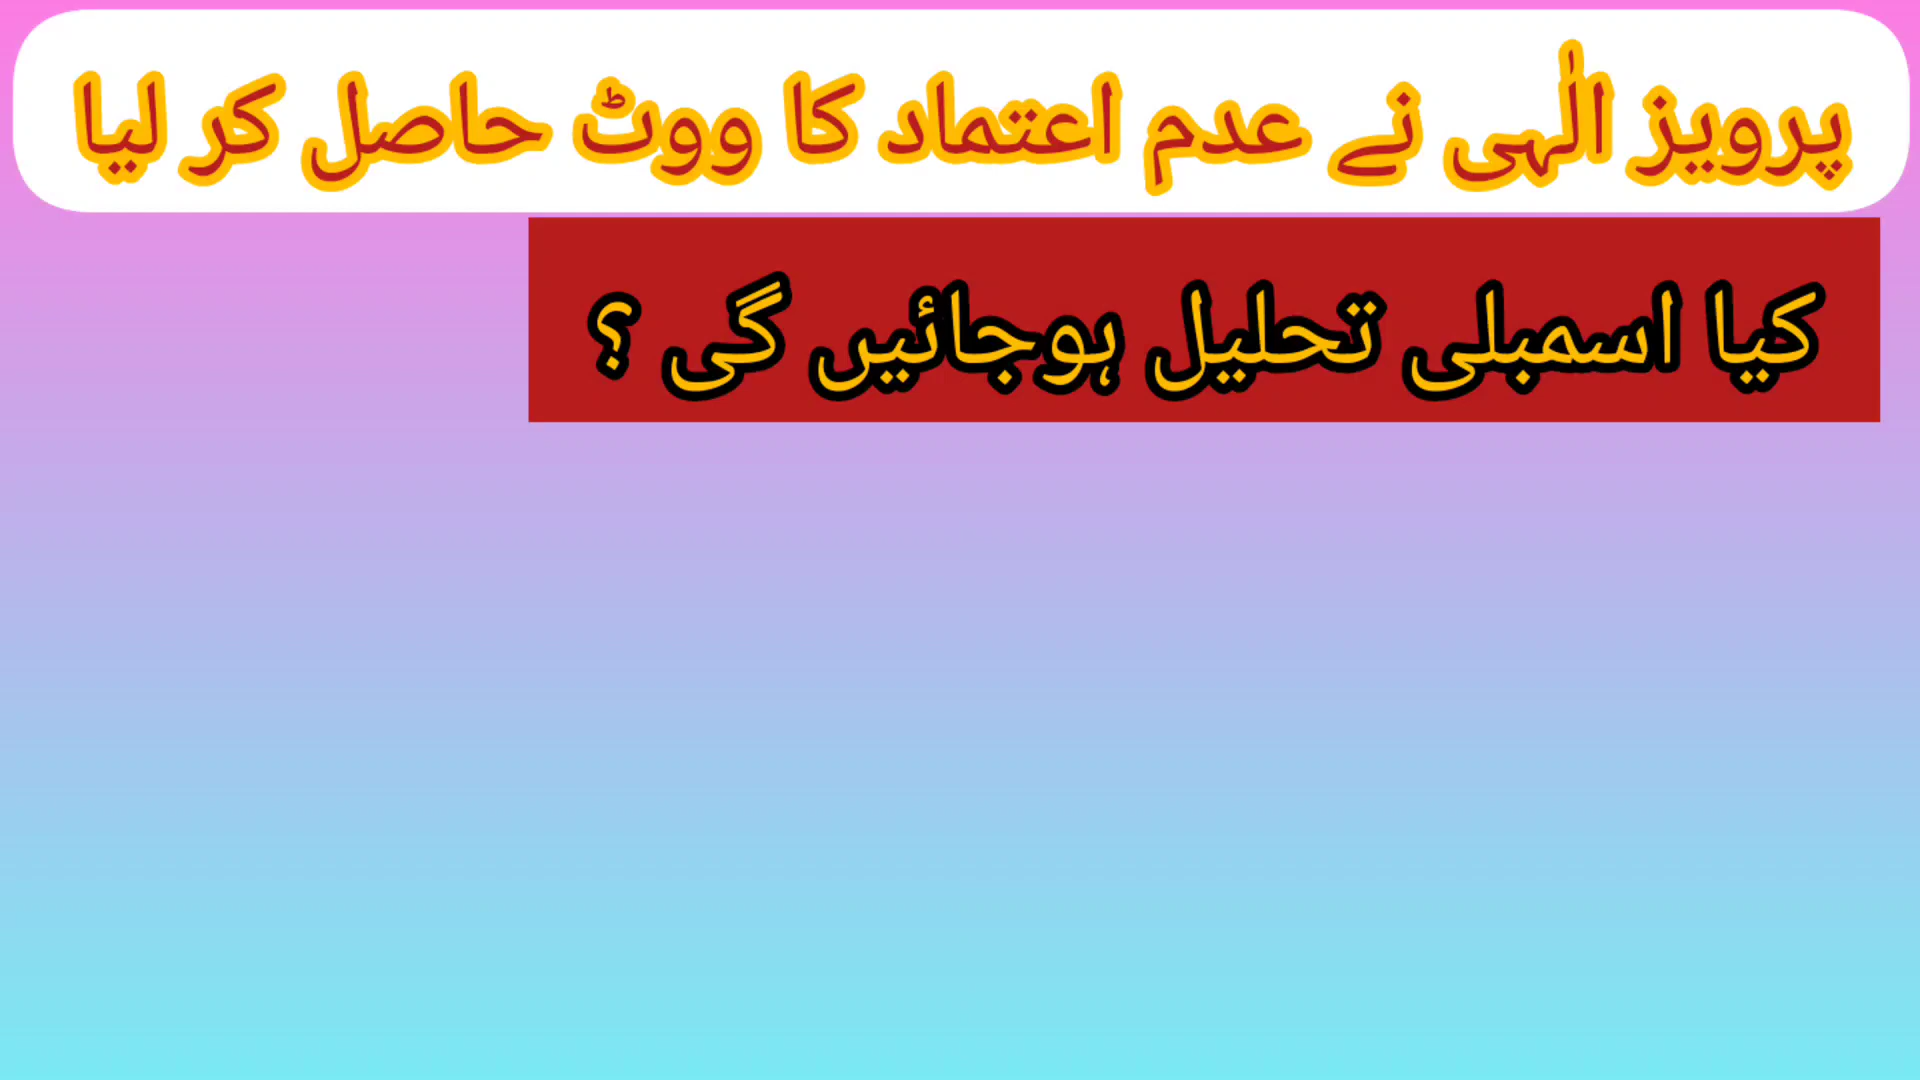 پرویز الٰہی نے عدم اعتماد کا ووٹ حاصل کر لیا
کیا اسمبلی تحلیل ہوجائیں گی ؟